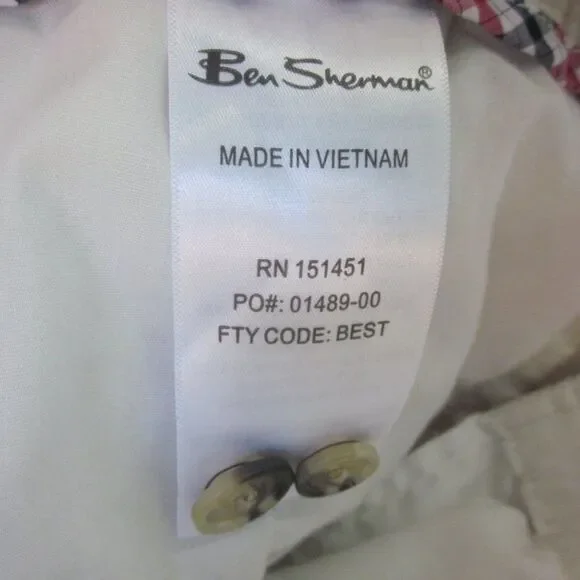 Ben Sherman®
MADE IN VIETNAM
RN 151451
PO#: 01489-00
FTY CODE: BEST